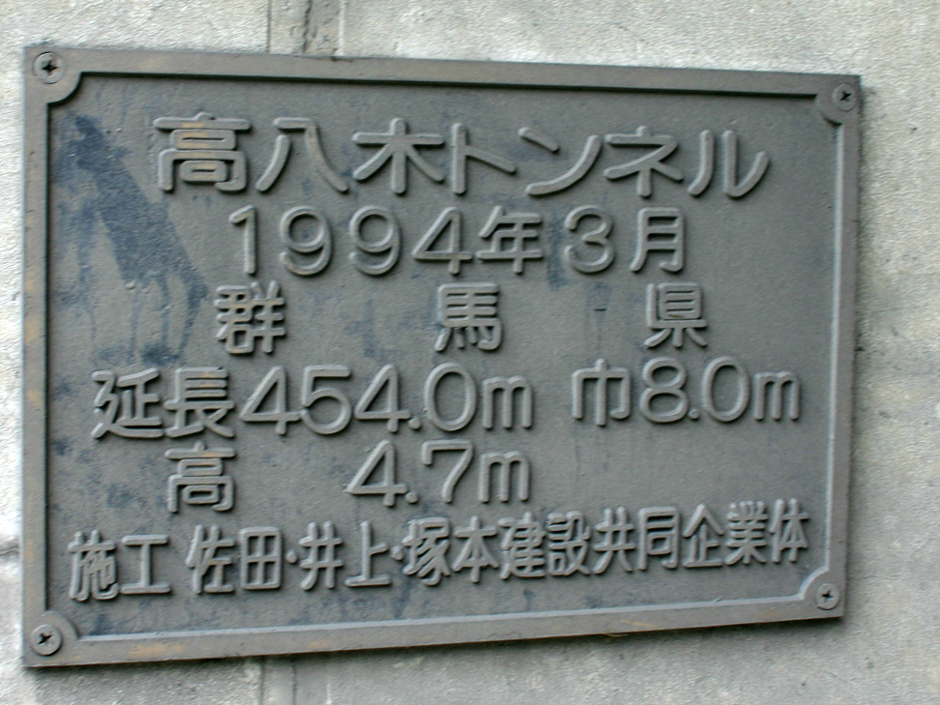 高八木トンネル
1994年3月
群馬県
延長454.0m 巾8.0m
高 4.7m
施工 佐田・井上・塚本建設共同企業体